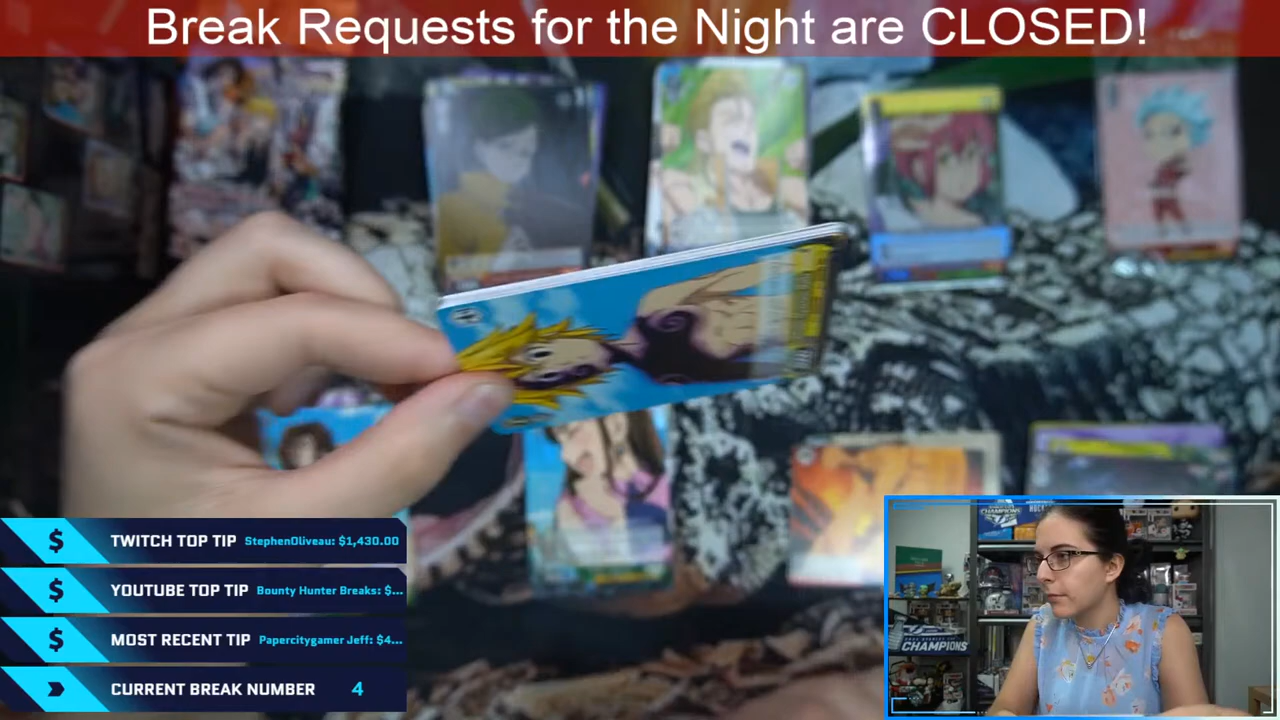 Break Requests for the Night are CLOSED!
TWITCH TOP TIP StephenOliveau: $1,430.00
YOUTUBE TOP TIP Bounty Hunter Breaks: $...
MOST RECENT TIP Papercitygamer Jeff: $4...
CURRENT BREAK NUMBER 4
CHAMPIONS
CHAMPIONS